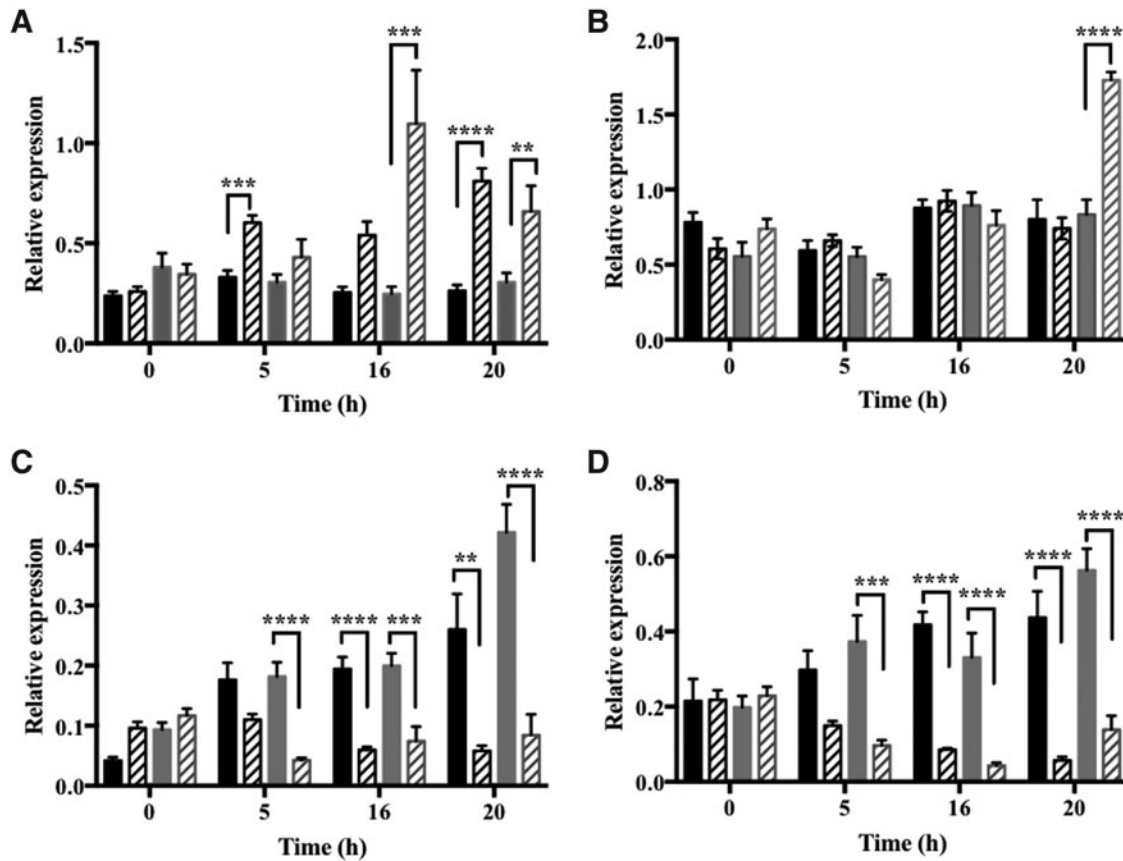 A
Relative expression
1.5
1.0
0.5
0.0
***
***
****
**
0 5 16 20
Time (h)
B
Relative expression
2.0
1.5
1.0
0.5
0.0
****
0 5 16 20
Time (h)
C
Relative expression
0.5
0.4
0.3
0.2
0.1
0.0
****
**** ***
**
****
0 5 16 20
Time (h)
D
Relative expression
0.8
0.6
0.4
0.2
0.0
***
****
****
****
****
0 5 16 20
Time (h)